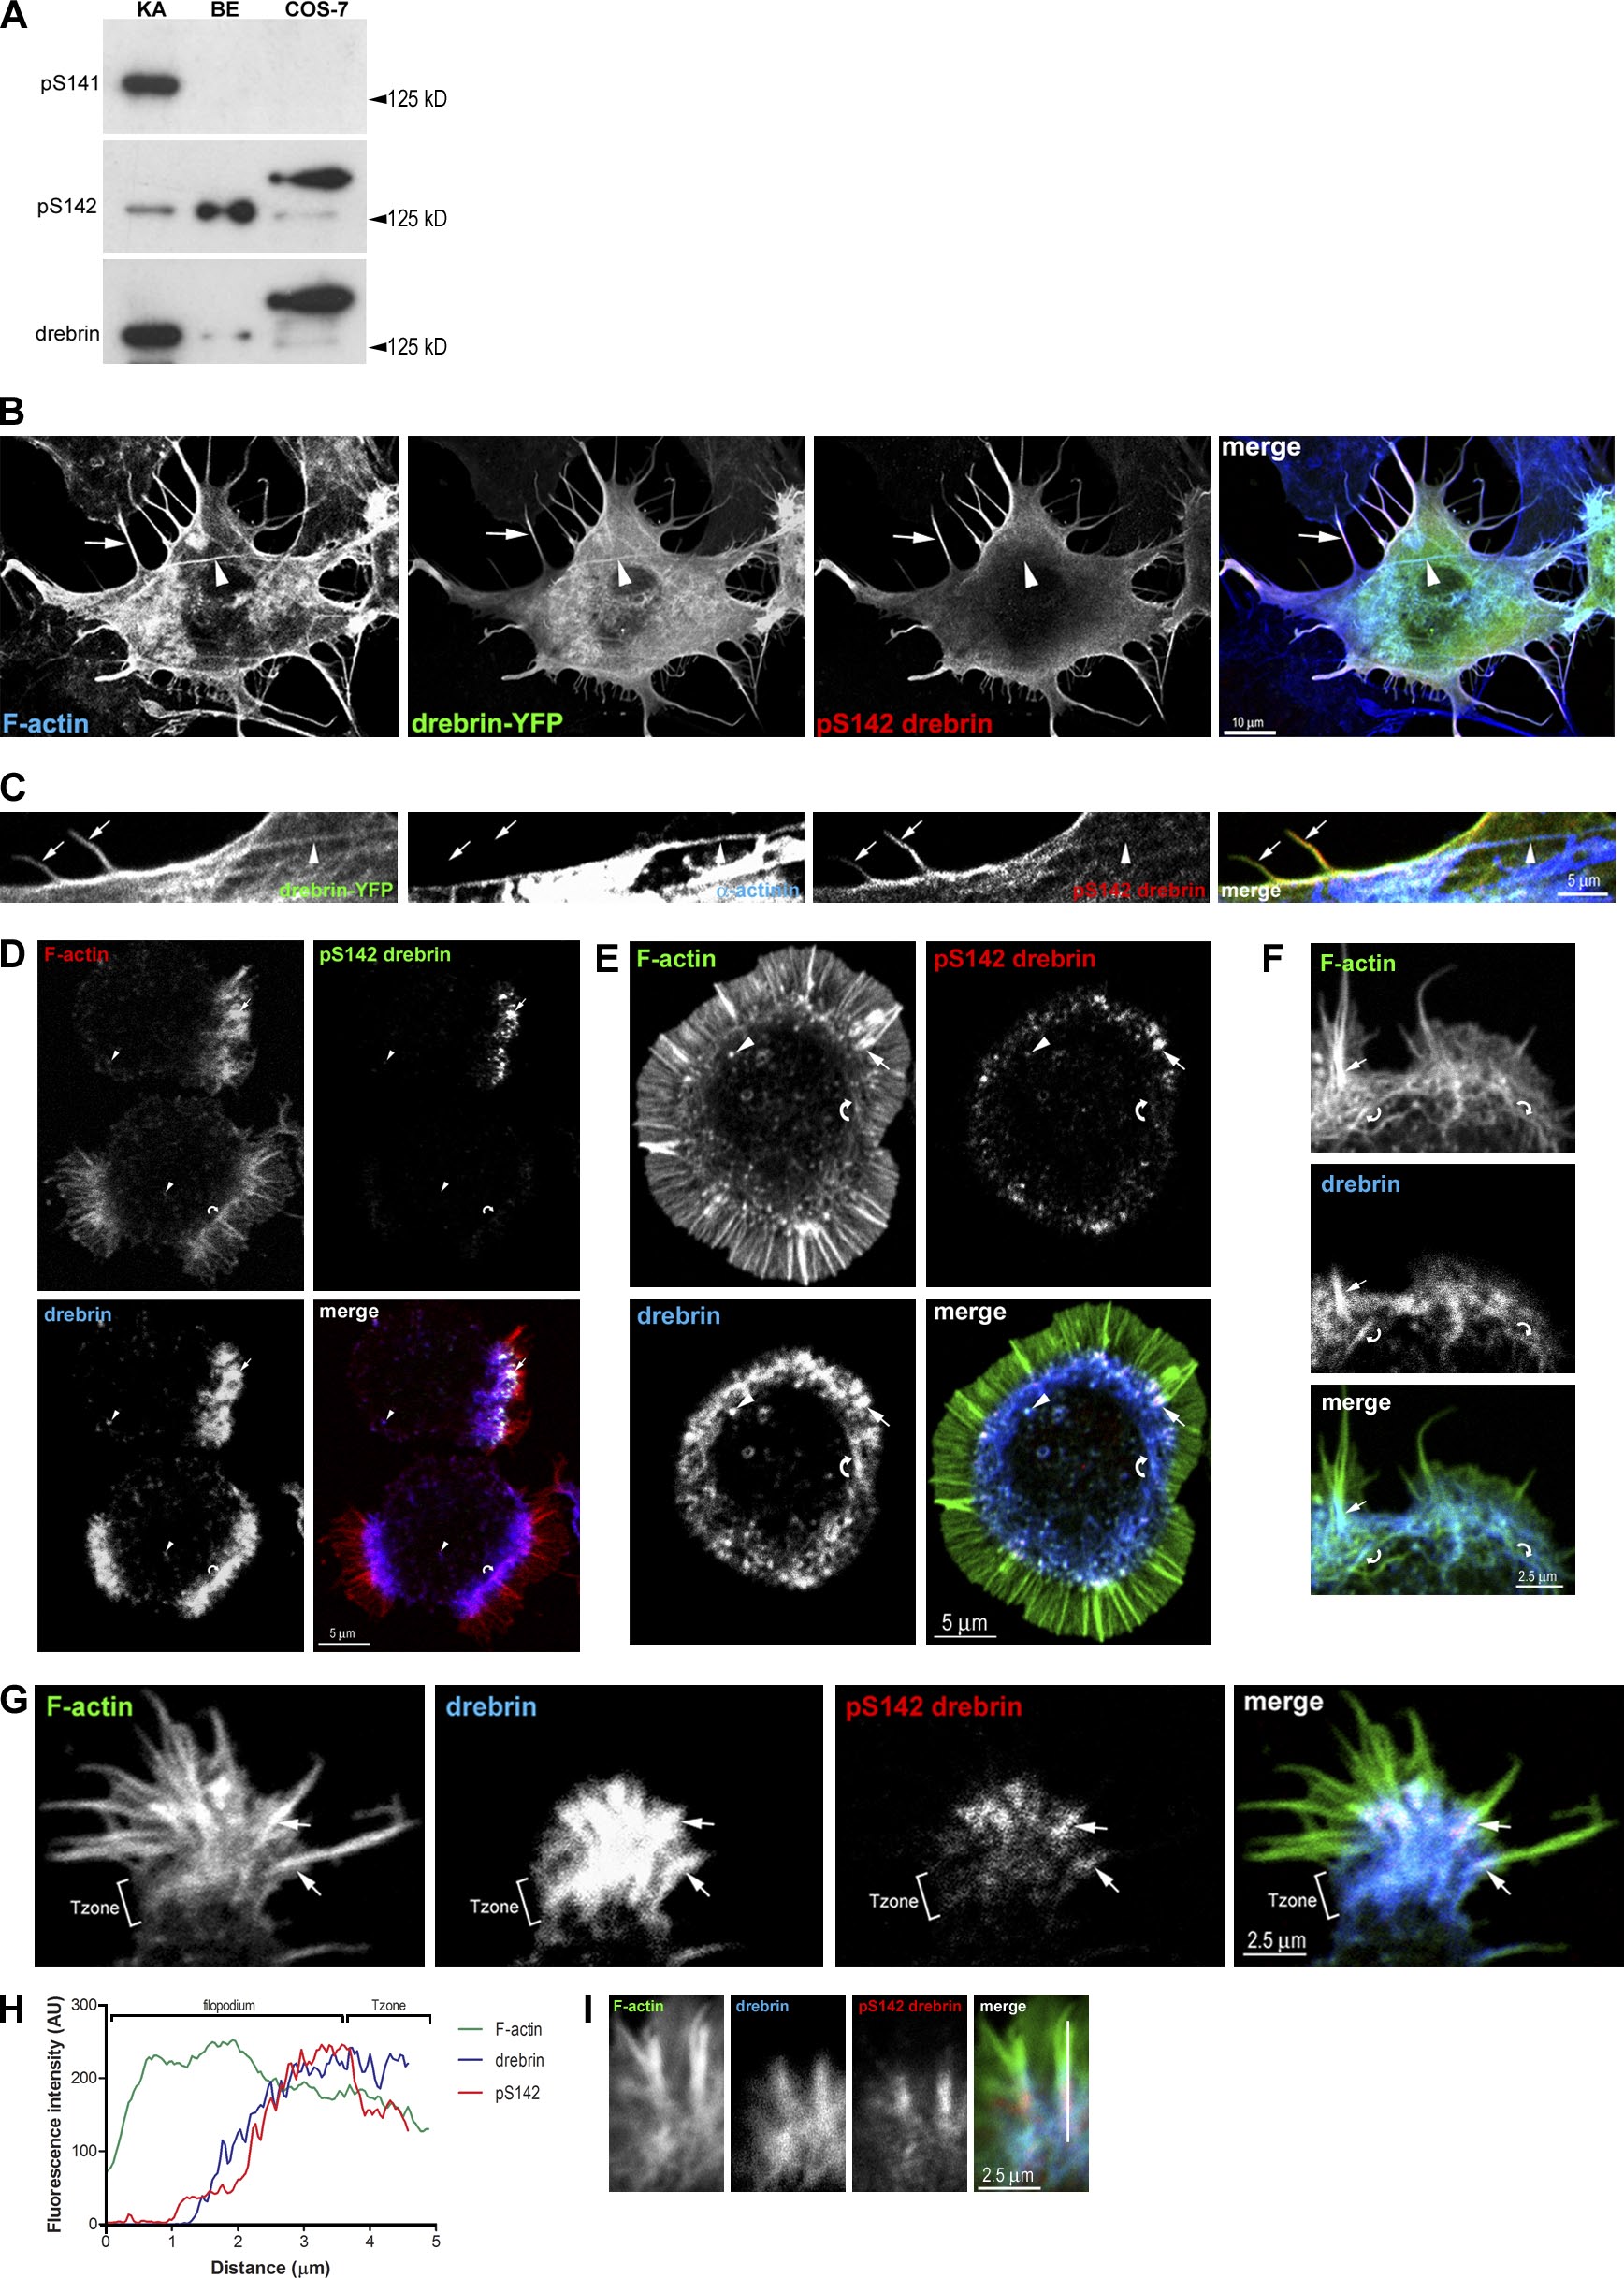 A
KA BE COS-7
pS141
125 kD
pS142
125 kD
drebrin
125 kD
B
F-actin
drebrin-YFP
pS142 drebrin
merge
10 μm
C
drebrin-YFP
α-actinin
pS142 drebrin
merge
5 μm
D
F-actin
pS142 drebrin
drebrin
merge
5 μm
E
F-actin
pS142 drebrin
drebrin
merge
5 μm
F
F-actin
drebrin
merge
2.5 μm
G
F-actin
Tzone
drebrin
Tzone
pS142 drebrin
Tzone
merge
Tzone
2.5 μm
H
Fluorescence intensity (AU)
300
200
100
0
0 1 2 3 4 5
Distance (μm)
filopodium
Tzone
F-actin
drebrin
pS142
I
F-actin
drebrin
pS142 drebrin
merge
2.5 μm